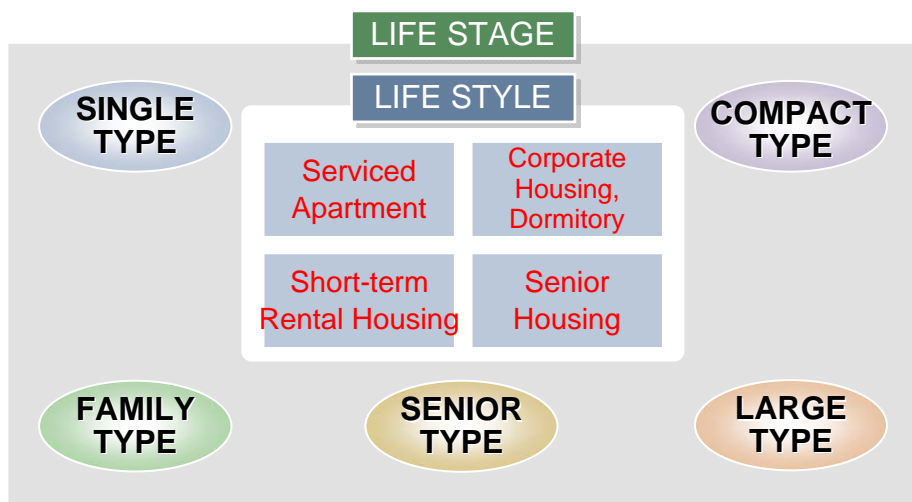 LIFE STAGE
LIFE STYLE
SINGLE
TYPE
COMPACT
TYPE
Serviced
Apartment
Corporate
Housing,
Dormitory
Short-term
Rental Housing
Senior
Housing
FAMILY
TYPE
SENIOR
TYPE
LARGE
TYPE